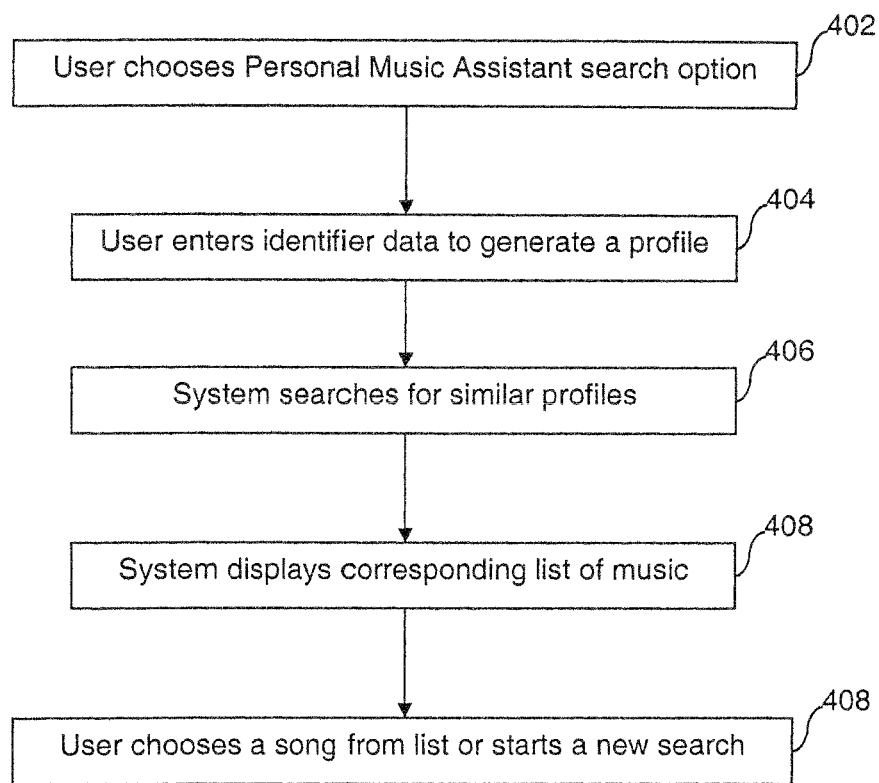 402
User chooses Personal Music Assistant search option
404
User enters identifier data to generate a profile
406
System searches for similar profiles
408
System displays corresponding list of music
408
User chooses a song from list or starts a new search